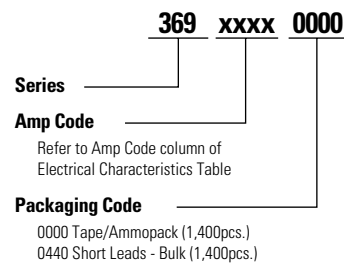 369 xxxx 0000
Series
Amp Code
Refer to Amp Code column of
Electrical Characteristics Table
Packaging Code
0000 Tape/Ammopack (1,400pcs.)
0440 Short Leads - Bulk (1,400pcs.)